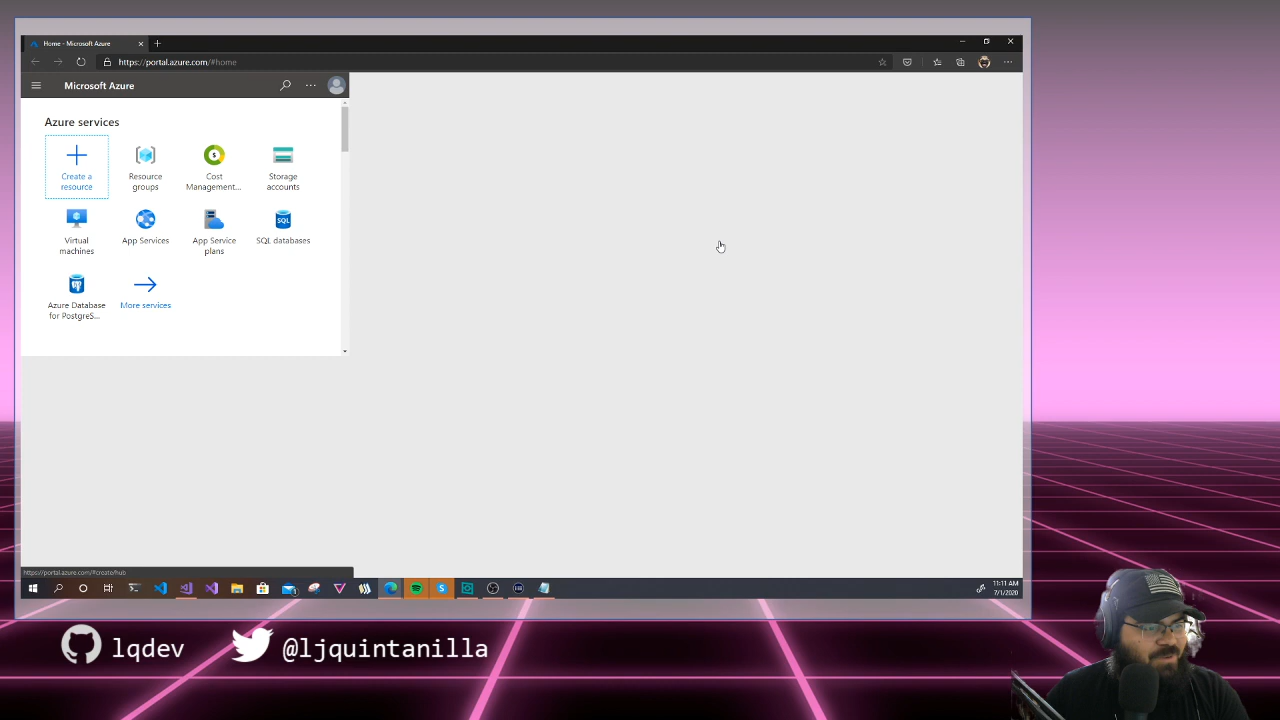 Home - Microsoft Azure
https://portal.azure.com/#home
Microsoft Azure
Azure services
Create a resource
Resource groups
Cost Management...
Storage accounts
Virtual machines
App Services
App Service plans
SQL databases
SQL
Azure Database for PostgreS...
More services
https://portal.azure.com/#create/hub
11:11 AM
7/1/2020
lqdev
@ljquintanilla